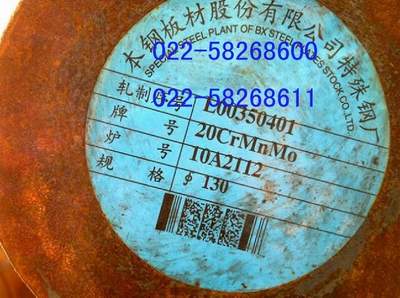 本钢板材股份有限公司特殊钢厂
SPECIAL STEEL PLANT OF BX STEEL PLATES STOCK CO.,LTD.
022-58268600
轧制 号 L00350401
022-58268611
牌 号 20CrMnMo
炉 号 10A2112
规 格 ϕ 130